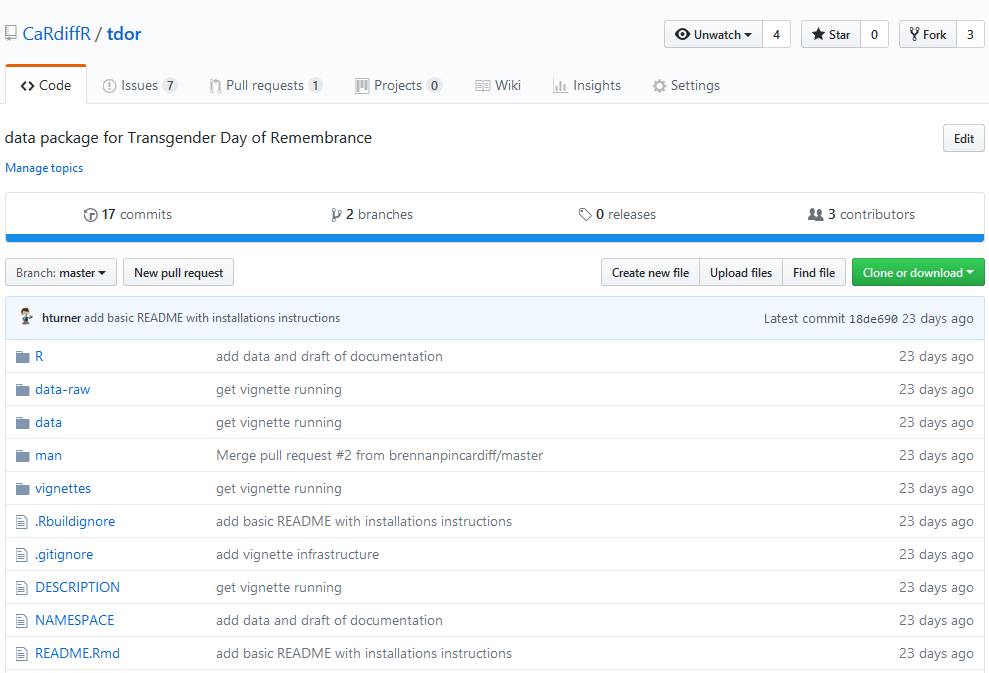 CaRdiffR / tdor
Unwatch 4 Star 0 Fork 3
Code Issues 7 Pull requests 1 Projects 0 Wiki Insights Settings
data package for Transgender Day of Remembrance
Edit
Manage topics
17 commits 2 branches 0 releases 3 contributors
Branch: master New pull request Create new file Upload files Find file Clone or download
hturner add basic README with installations instructions Latest commit 18de690 23 days ago
R add data and draft of documentation 23 days ago
data-raw get vignette running 23 days ago
data get vignette running 23 days ago
man Merge pull request #2 from brennanpincardiff/master 23 days ago
vignettes get vignette running 23 days ago
.Rbuildignore add basic README with installations instructions 23 days ago
.gitignore add vignette infrastructure 23 days ago
DESCRIPTION get vignette running 23 days ago
NAMESPACE add data and draft of documentation 23 days ago
README.Rmd add basic README with installations instructions 23 days ago